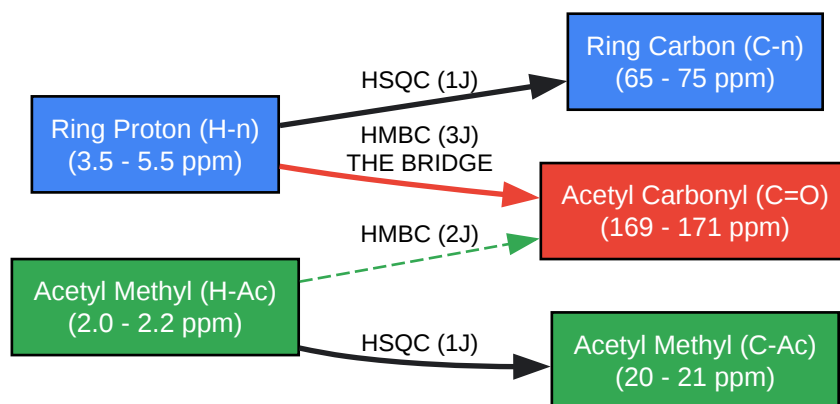 Ring Carbon (C-n)
(65 - 75 ppm)
HSQC (1J)
Ring Proton (H-n)
(3.5 - 5.5 ppm)
HMBC (3J)
THE BRIDGE
Acetyl Carbonyl (C=O)
(169 - 171 ppm)
HMBC (2J)
Acetyl Methyl (H-Ac)
(2.0 - 2.2 ppm)
HSQC (1J)
Acetyl Methyl (C-Ac)
(20 - 21 ppm)